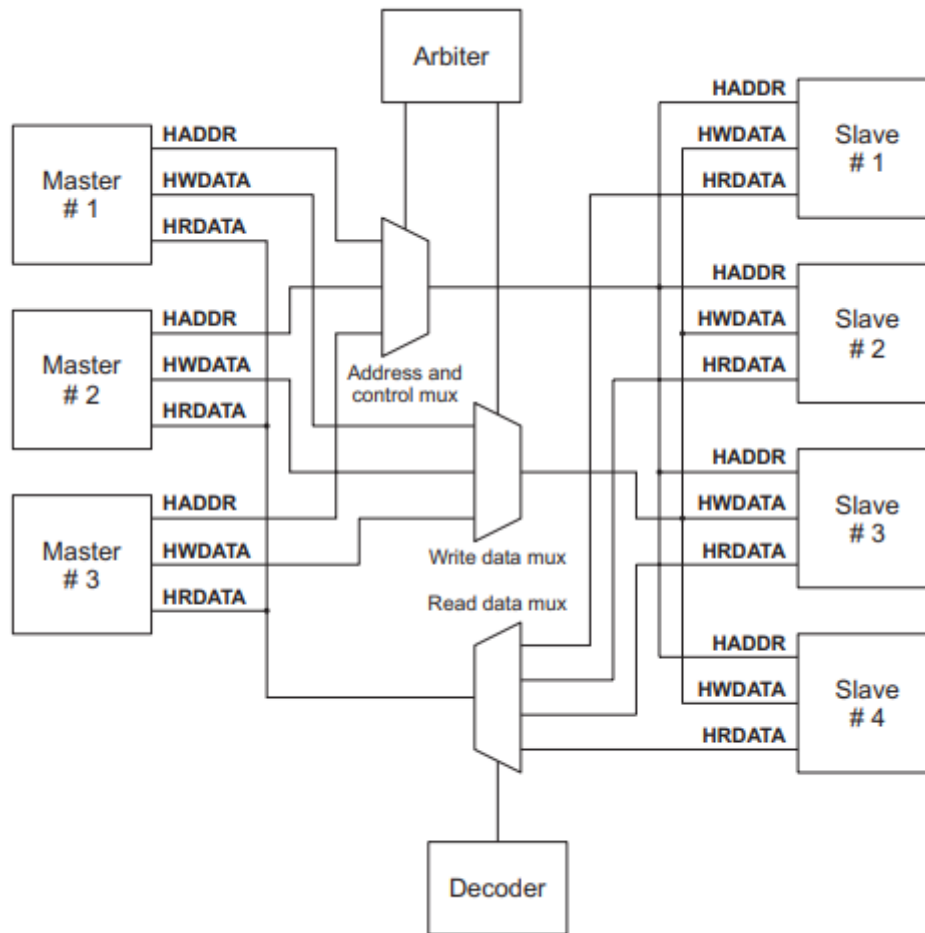 Arbiter
Master
# 1
HADDR
HWDATA
HRDATA
Master
# 2
HADDR
HWDATA
HRDATA
Master
# 3
HADDR
HWDATA
HRDATA
Address and
control mux
Write data mux
Read data mux
HADDR
HWDATA
HRDATA
Slave
# 1
HADDR
HWDATA
HRDATA
Slave
# 2
HADDR
HWDATA
HRDATA
Slave
# 3
HADDR
HWDATA
HRDATA
Slave
# 4
Decoder